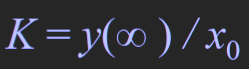 K = y(∞) / x₀